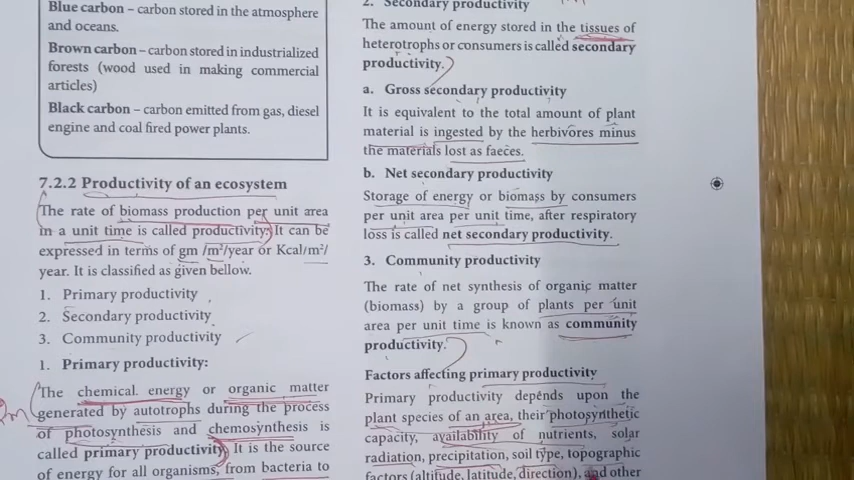 Blue carbon – carbon stored in the atmosphere
and oceans.
Brown carbon – carbon stored in industrialized
forests (wood used in making commercial
articles)
Black carbon – carbon emitted from gas, diesel
engine and coal fired power plants.
7.2.2 Productivity of an ecosystem
The rate of biomass production per unit area
in a unit time is called productivity. It can be
expressed in terms of gm /m²/year or Kcal/m²/
year. It is classified as given bellow.
1. Primary productivity
2. Secondary productivity
3. Community productivity
1. Primary productivity:
The chemical energy or organic matter
generated by autotrophs during the process
of photosynthesis and chemosynthesis is
called primary productivity. It is the source
of energy for all organisms, from bacteria to
2. Secondary productivity
The amount of energy stored in the tissues of
heterotrophs or consumers is called secondary
productivity.
a. Gross secondary productivity
It is equivalent to the total amount of plant
material is ingested by the herbivores minus
the materials lost as faeces.
b. Net secondary productivity
Storage of energy or biomass by consumers
per unit area per unit time, after respiratory
loss is called net secondary productivity.
3. Community productivity
The rate of net synthesis of organic matter
(biomass) by a group of plants per unit
area per unit time is known as community
productivity.
Factors affecting primary productivity
Primary productivity depends upon the
plant species of an area, their photosynthetic
capacity, availability of nutrients, solar
radiation, precipitation, soil type, topographic
factors (altitude, latitude, direction), and other